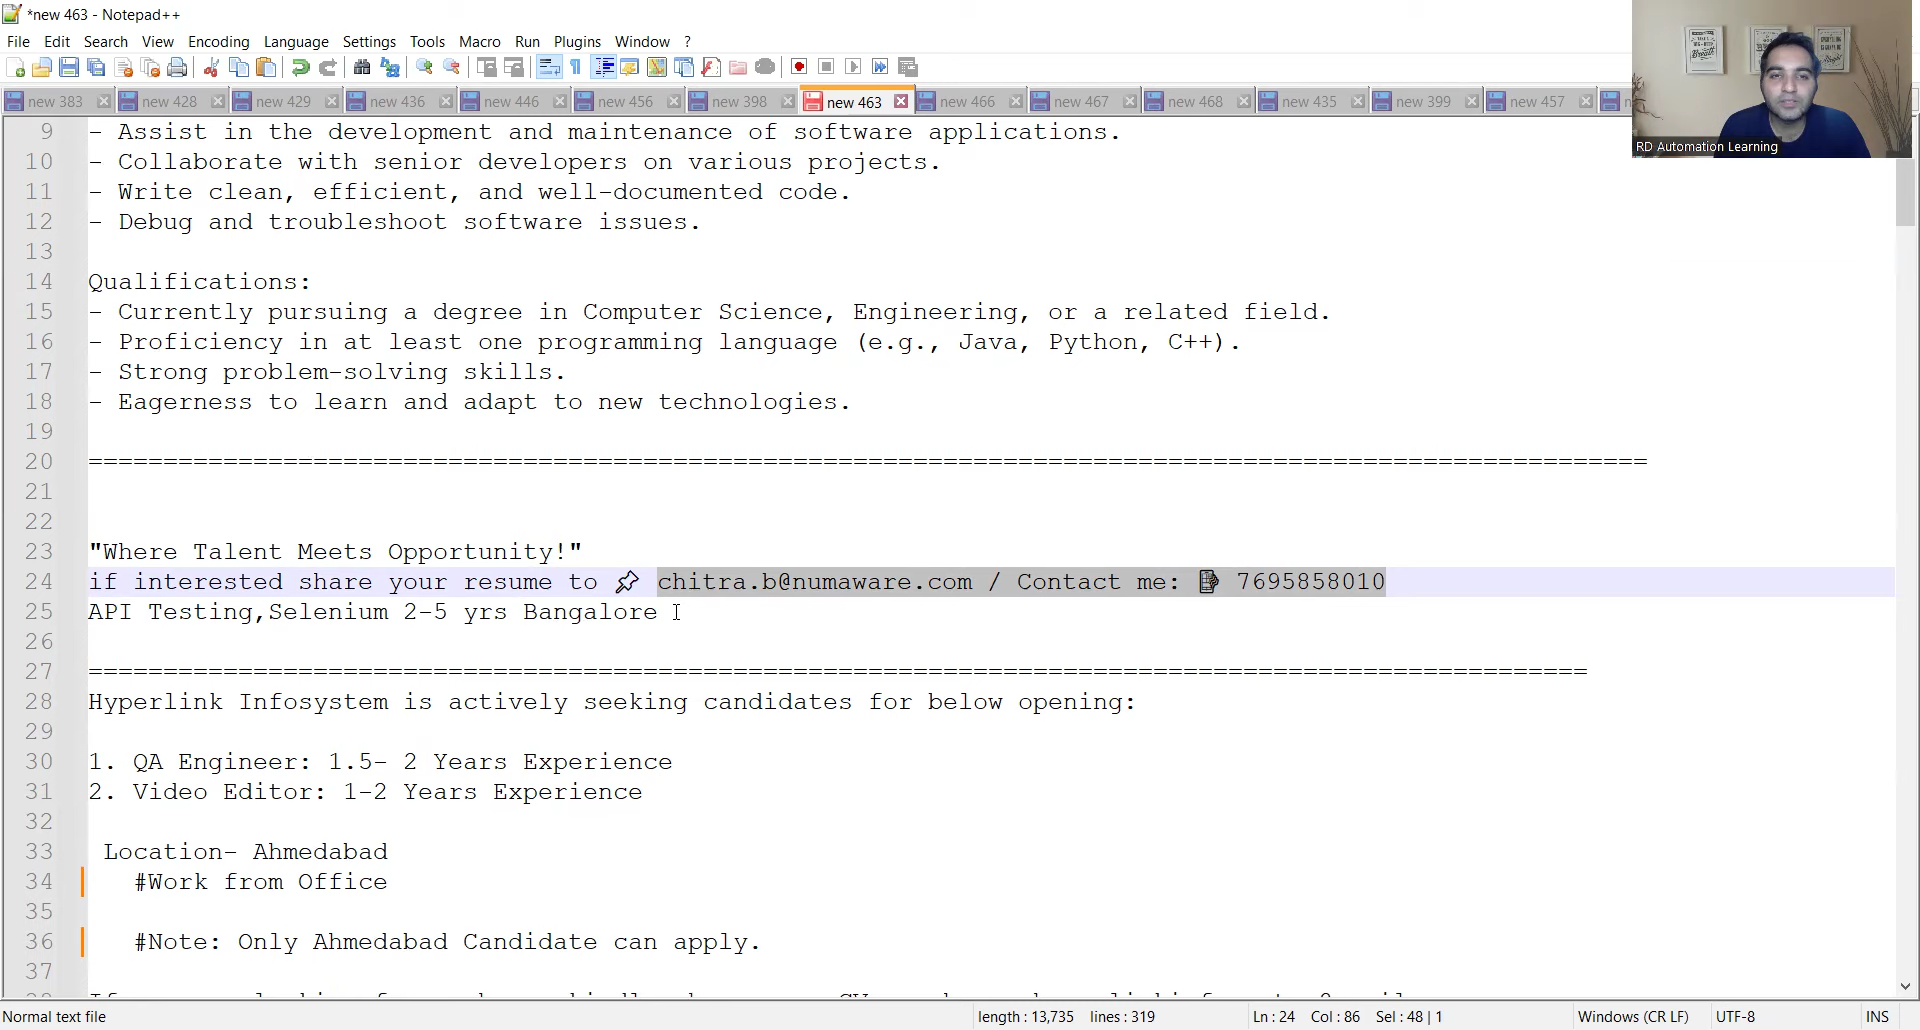 *new 463 - Notepad++
File Edit Search View Encoding Language Settings Tools Macro Run Plugins Window ?
new 383 new 428 new 429 new 436 new 446 new 456 new 398 new 463 new 466 new 467 new 468 new 435 new 399 new 457
RD Automation Learning
9 - Assist in the development and maintenance of software applications.
10 - Collaborate with senior developers on various projects.
11 - Write clean, efficient, and well-documented code.
12 - Debug and troubleshoot software issues.
13
14 Qualifications:
15 - Currently pursuing a degree in Computer Science, Engineering, or a related field.
16 - Proficiency in at least one programming language (e.g., Java, Python, C++).
17 - Strong problem-solving skills.
18 - Eagerness to learn and adapt to new technologies.
19
20 ========================================================================================================
21
22
23 "Where Talent Meets Opportunity!"
24 if interested share your resume to 📌 chitra.b@numaware.com / Contact me: 📱 7695858010
25 API Testing,Selenium 2-5 yrs Bangalore
26
27 ====================================================================================================
28 Hyperlink Infosystem is actively seeking candidates for below opening:
29
30 1. QA Engineer: 1.5- 2 Years Experience
31 2. Video Editor: 1-2 Years Experience
32
33 Location- Ahmedabad
34 #Work from Office
35
36 #Note: Only Ahmedabad Candidate can apply.
37
Normal text file length : 13,735 lines : 319 Ln : 24 Col : 86 Sel : 48 | 1 Windows (CR LF) UTF-8 INS